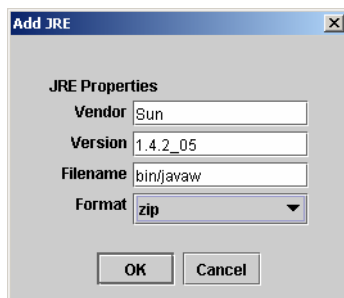 Add JRE
JRE Properties
Vendor Sun
Version 1.4.2_05
Filename bin/javaw
Format zip
OK Cancel